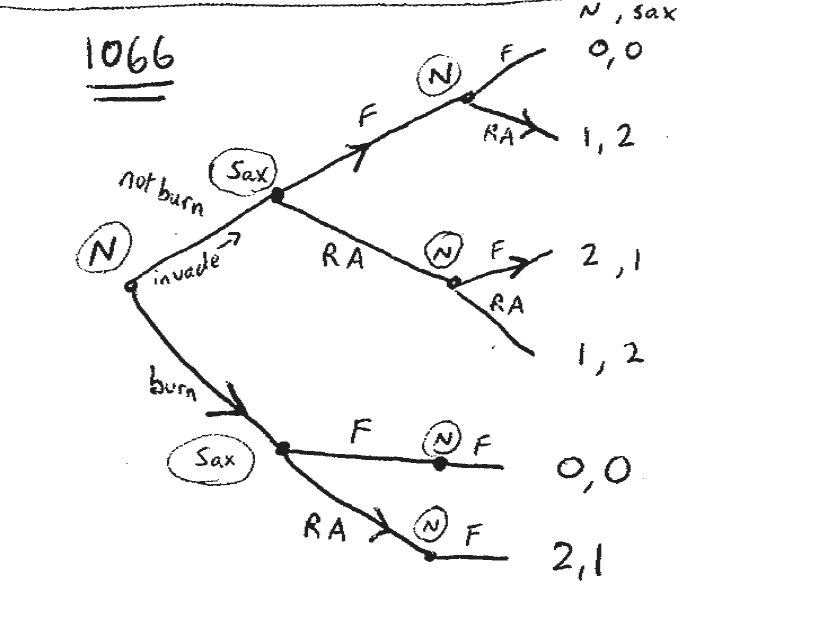 N, Sax
1066
F
0,0
N
RA
1, 2
F
Sax
not burn
invade
N
RA
N
F
2, 1
RA
1, 2
burn
Sax
F
N
F
0,0
RA
N
F
2,1